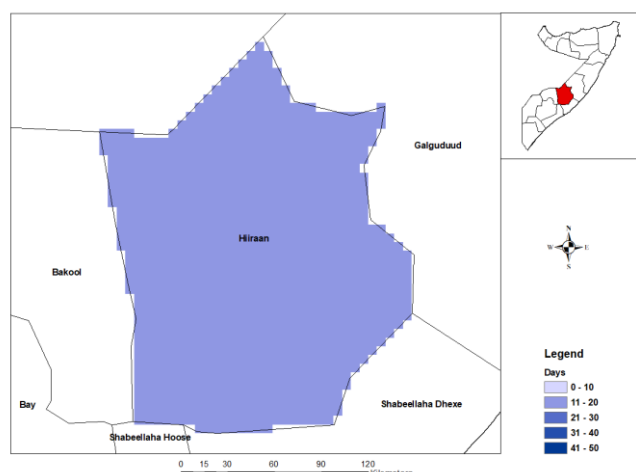 Galguduud
Hiiraan
Bakool
Bay
Shabeellaha Dhexe
Shabeellaha Hoose
N
W E
S
Legend
Days
0 - 10
11 - 20
21 - 30
31 - 40
41 - 50
0 15 30 60 90 120